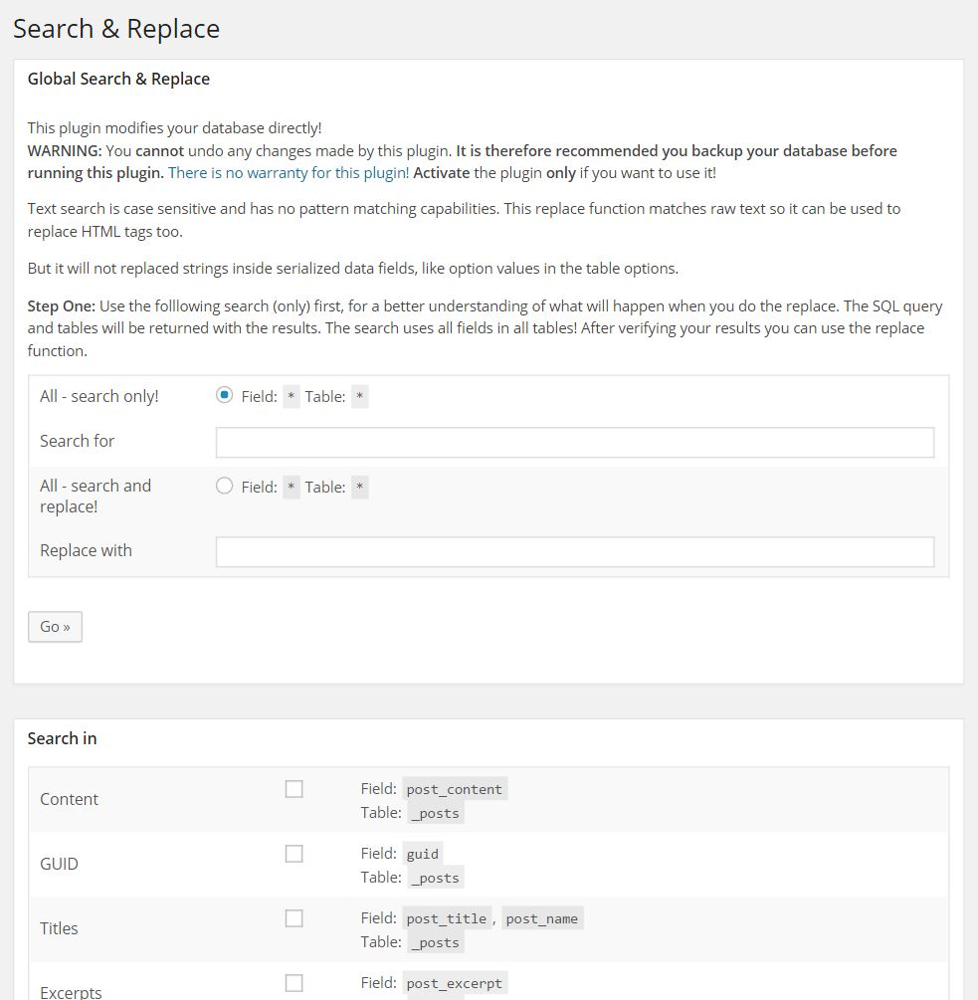 Search & Replace
Global Search & Replace
This plugin modifies your database directly!
WARNING: You cannot undo any changes made by this plugin. It is therefore recommended you backup your database before
running this plugin. There is no warranty for this plugin! Activate the plugin only if you want to use it!
Text search is case sensitive and has no pattern matching capabilities. This replace function matches raw text so it can be used to
replace HTML tags too.
But it will not replaced strings inside serialized data fields, like option values in the table options.
Step One: Use the folllowing search (only) first, for a better understanding of what will happen when you do the replace. The SQL query
and tables will be returned with the results. The search uses all fields in all tables! After verifying your results you can use the replace
function.
All - search only! Field: * Table: *
Search for
All - search and
replace!
Field: * Table: *
Replace with
Go »
Search in
Content
Field: post_content
Table: _posts
GUID
Field: guid
Table: _posts
Titles
Field: post_title, post_name
Table: _posts
Excerpts
Field: post_excerpt